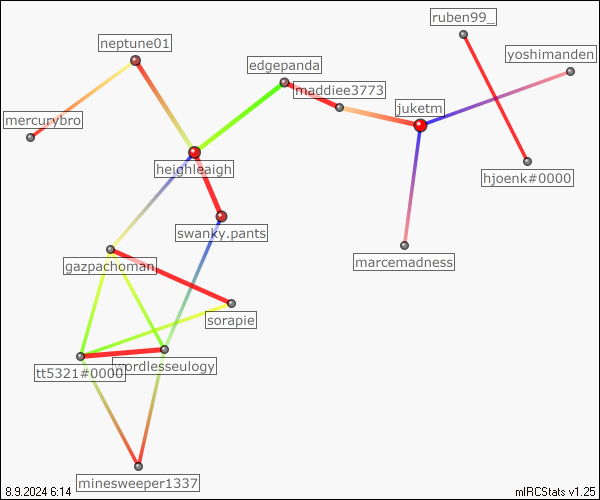 ruben99_
neptune01
yoshimanden
edgepanda
maddiee3773
juketm
mercurybro
heighleaigh
hjoenk#0000
swanky.pants
gazpachoman
marcemadness
sorapie
wordlesseulogy
tt5321#0000
minesweeper1337
8.9.2024 6:14
mIRCStats v1.25